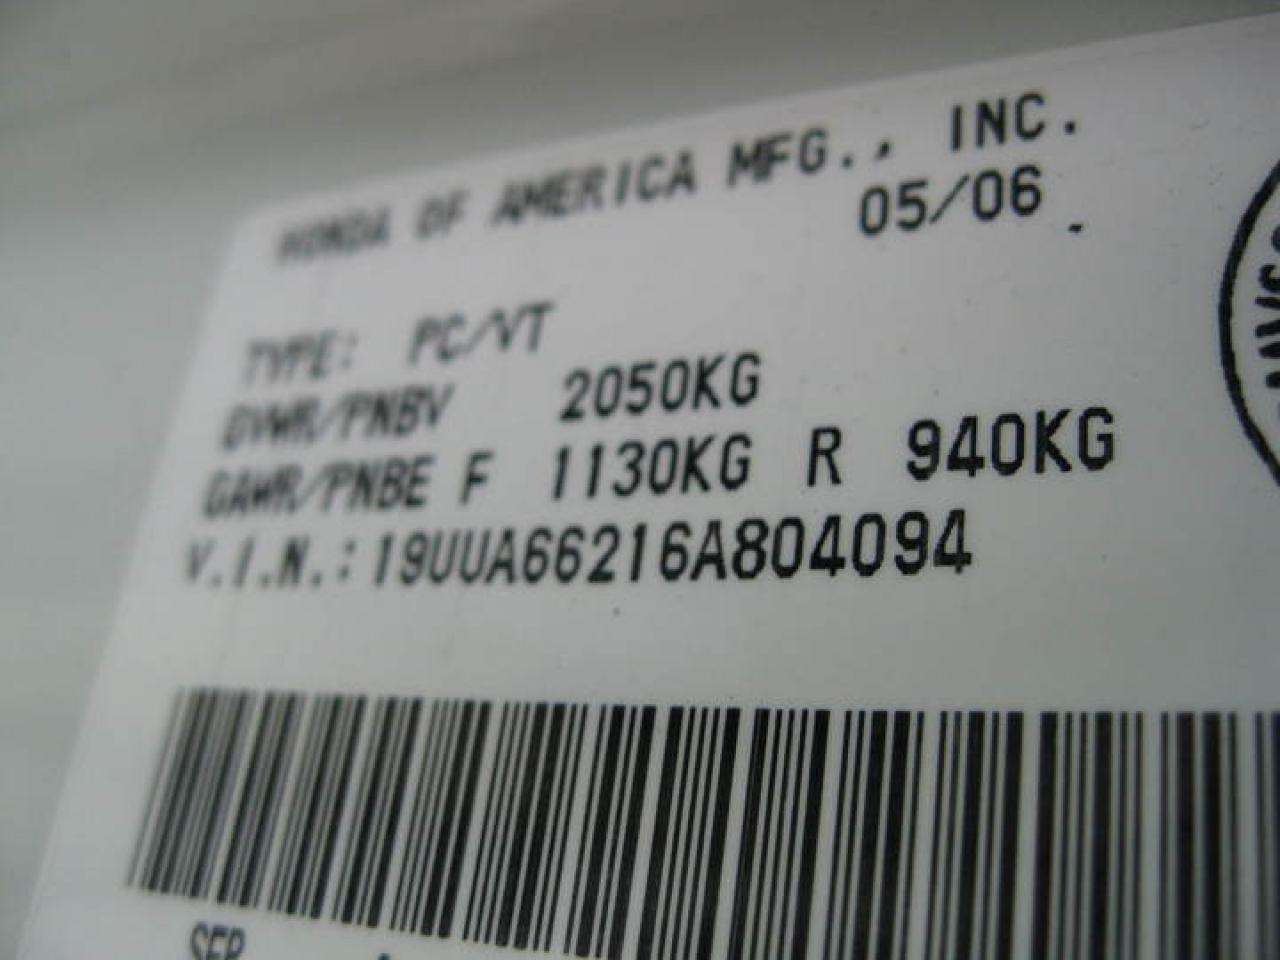 HONDA OF AMERICA MFG., INC.
05/06
TYPE: PC/VT
GVWR/PNBV 2050KG
GAWR/PNBE F 1130KG R 940KG
V.I.N.: 19UUA66216A804094